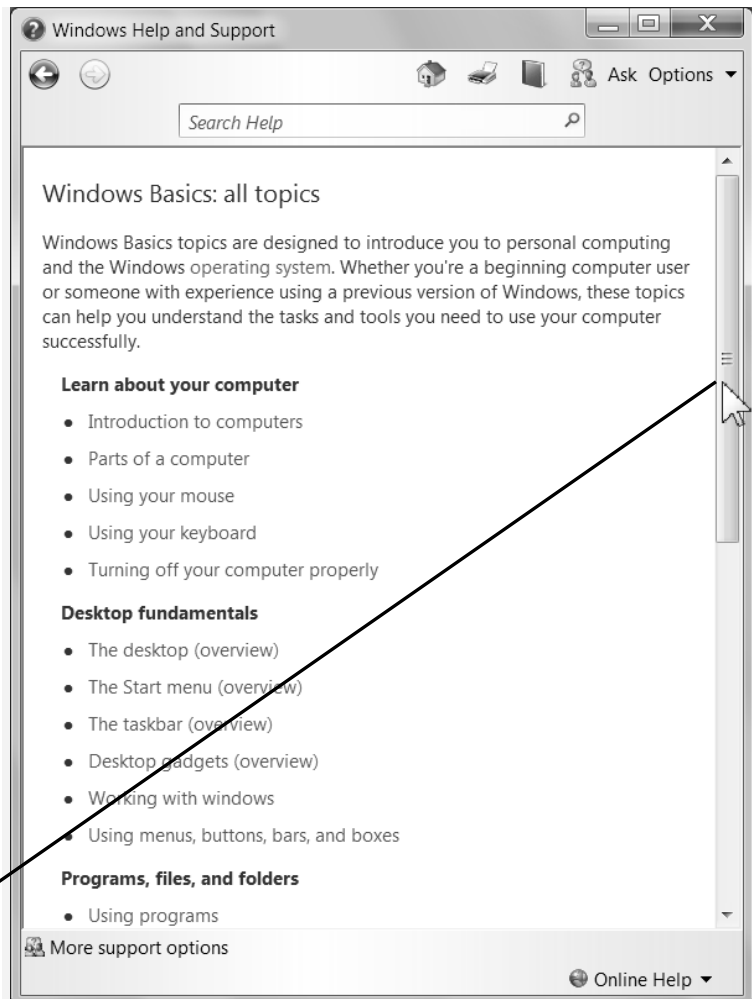 Windows Help and Support
Ask Options
Search Help
Windows Basics: all topics
Windows Basics topics are designed to introduce you to personal computing
and the Windows operating system. Whether you're a beginning computer user
or someone with experience using a previous version of Windows, these topics
can help you understand the tasks and tools you need to use your computer
successfully.
Learn about your computer
• Introduction to computers
• Parts of a computer
• Using your mouse
• Using your keyboard
• Turning off your computer properly
Desktop fundamentals
• The desktop (overview)
• The Start menu (overview)
• The taskbar (overview)
• Desktop gadgets (overview)
• Working with windows
• Using menus, buttons, bars, and boxes
Programs, files, and folders
• Using programs
More support options
Online Help